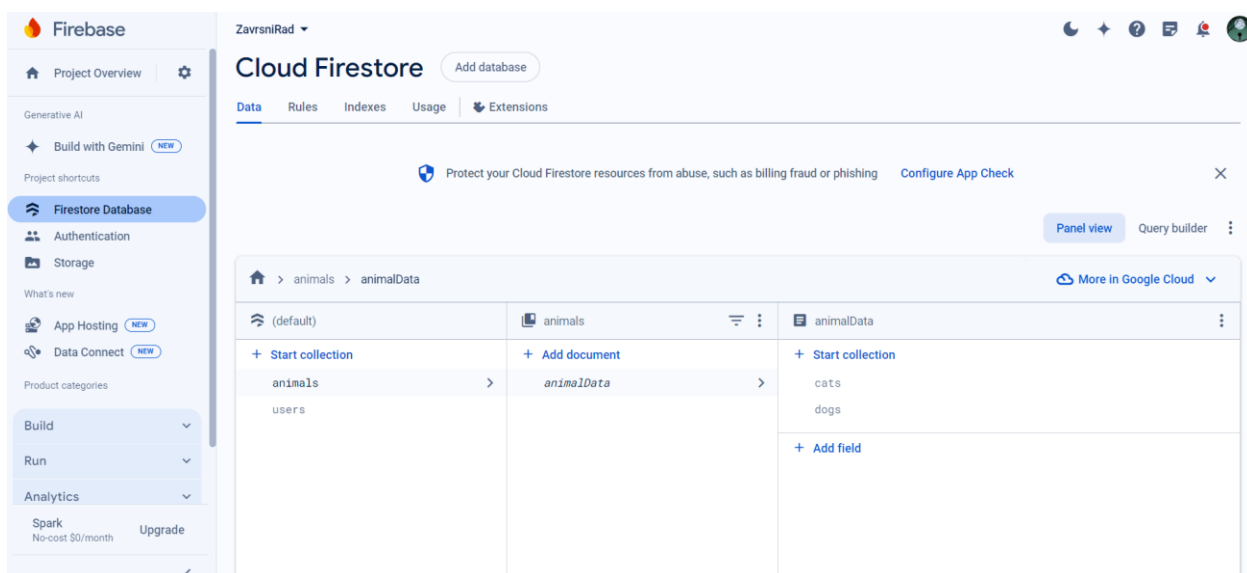 Firebase
Project Overview
Generative AI
Build with Gemini NEW
Project shortcuts
Firestore Database
Authentication
Storage
What's new
App Hosting NEW
Data Connect NEW
Product categories
Build
Run
Analytics
Spark
No-cost $0/month
Upgrade
ZavrsniRad
Cloud Firestore Add database
Data Rules Indexes Usage Extensions
Protect your Cloud Firestore resources from abuse, such as billing fraud or phishing Configure App Check
Panel view Query builder
animals > animalData More in Google Cloud
(default) animals animalData
+ Start collection + Add document + Start collection
animals animalData cats
users dogs
+ Add field